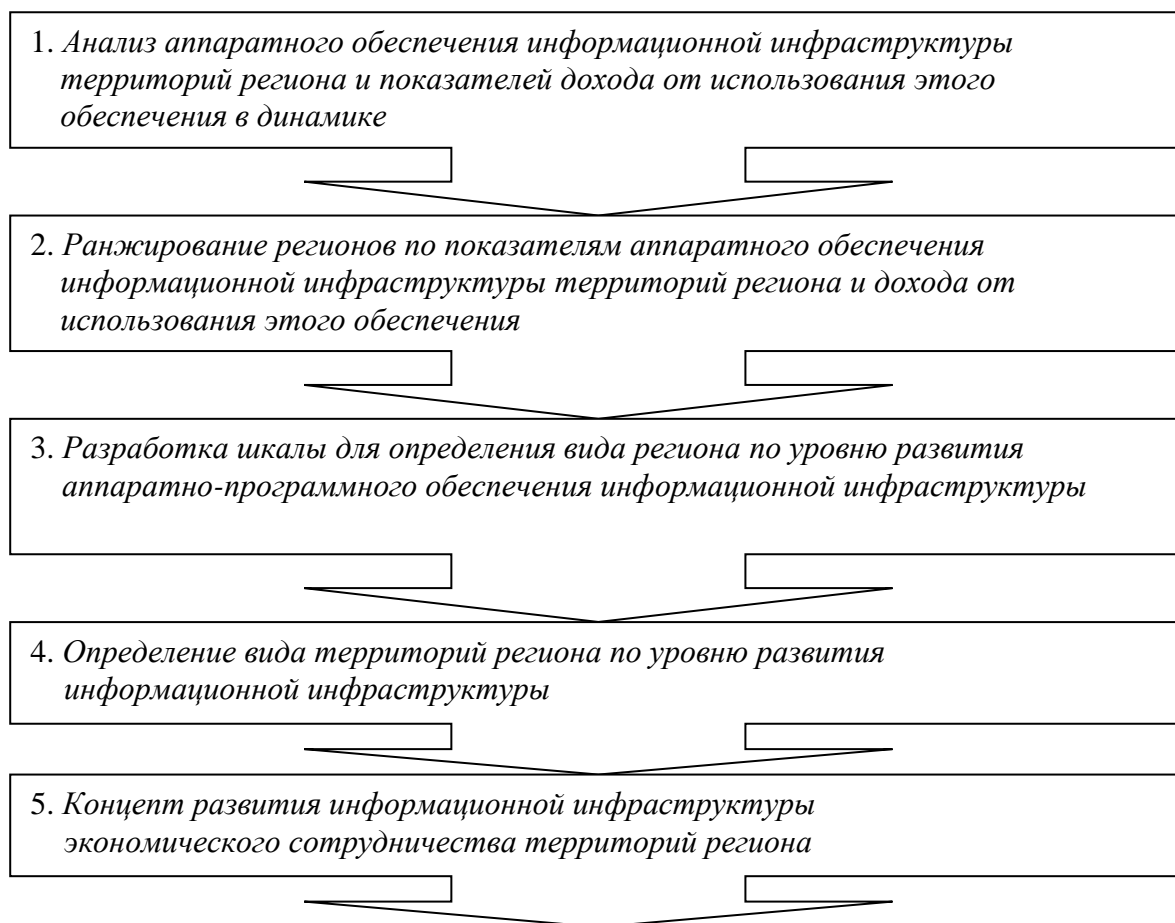 1. Анализ аппаратного обеспечения информационной инфраструктуры
территорий региона и показателей дохода от использования этого
обеспечения в динамике
2. Ранжирование регионов по показателям аппаратного обеспечения
информационной инфраструктуры территорий региона и дохода от
использования этого обеспечения
3. Разработка шкалы для определения вида региона по уровню развития
аппаратно-программного обеспечения информационной инфраструктуры
4. Определение вида территорий региона по уровню развития
информационной инфраструктуры
5. Концепт развития информационной инфраструктуры
экономического сотрудничества территорий региона